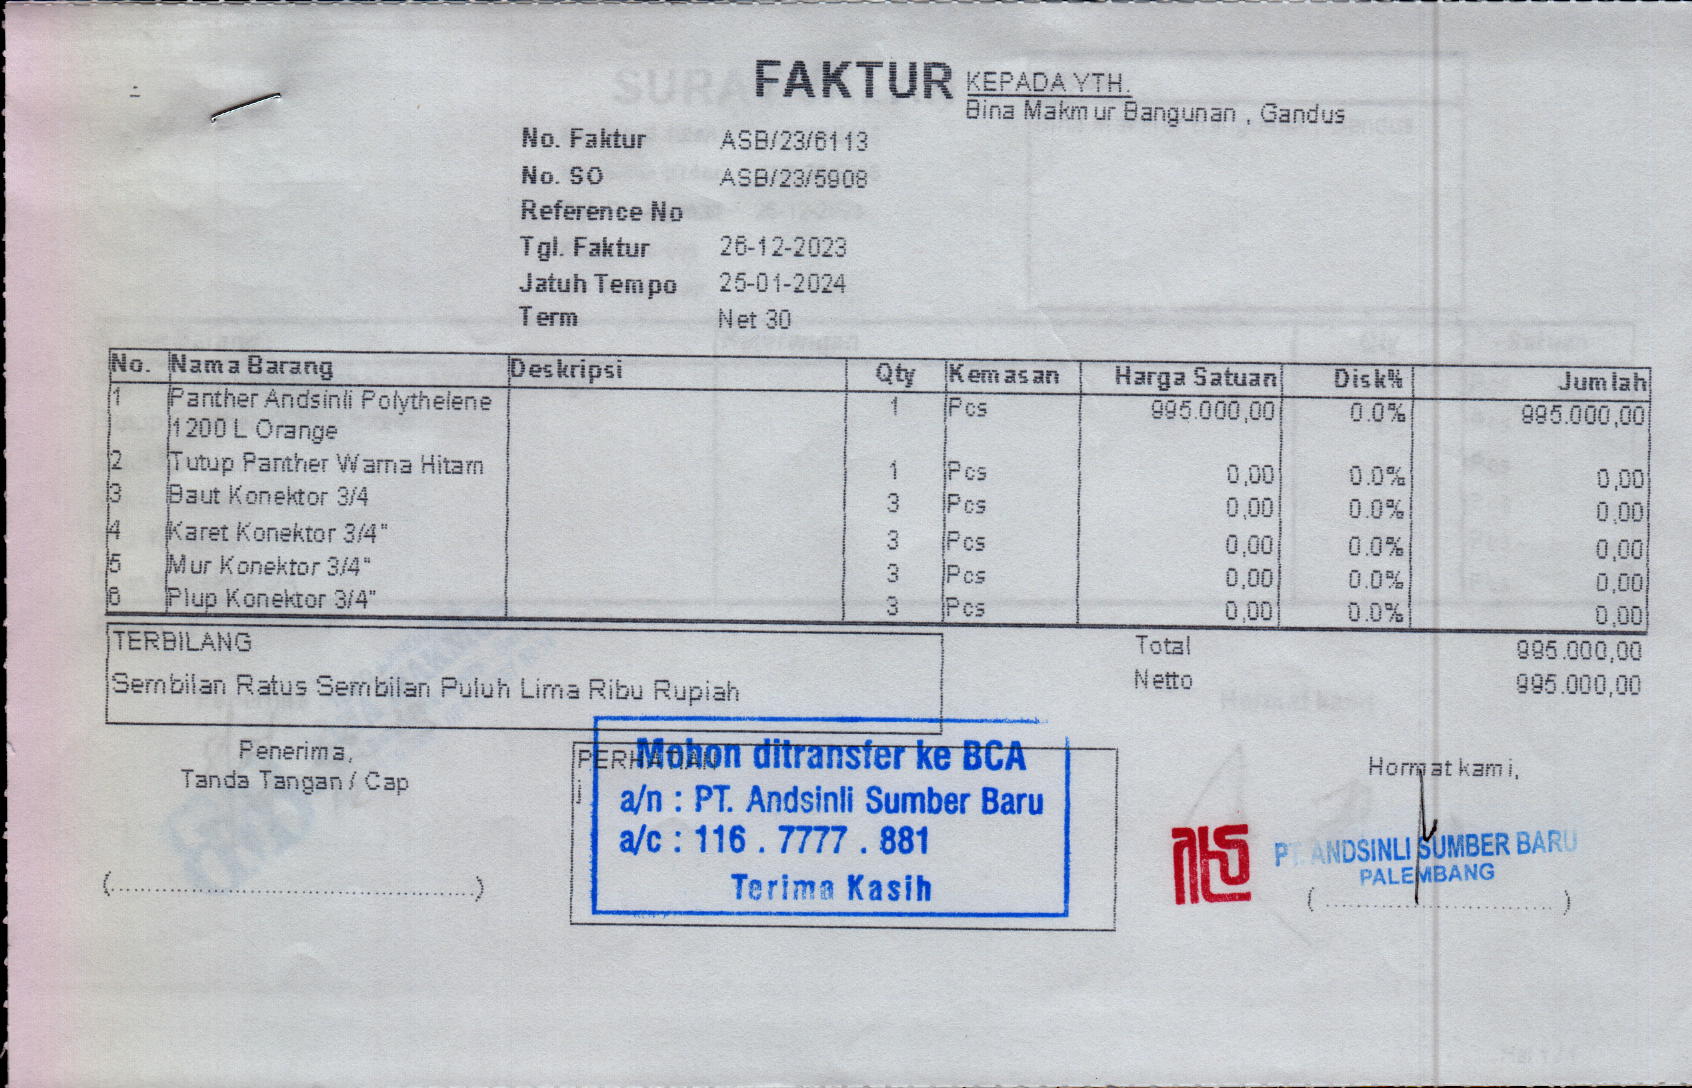 FAKTUR
KEPADA YTH.
Bina Makmur Bangunan , Gandus
No. Faktur ASB/23/6113
No. SO ASB/23/5908
Reference No
Tgl. Faktur 26-12-2023
Jatuh Tempo 25-01-2024
Term Net 30
No. Nama Barang Deskripsi Qty Kemasan Harga Satuan Disk% Jumlah
1 Panther Andsinli Polythelene 1 Pcs 995.000,00 0.0% 995.000,00
1200 L Orange
2 Tutup Panther Warna Hitam 1 Pcs 0,00 0.0% 0,00
3 Baut Konektor 3/4 3 Pcs 0,00 0.0% 0,00
4 Karet Konektor 3/4" 3 Pcs 0,00 0.0% 0,00
5 Mur Konektor 3/4" 3 Pcs 0,00 0.0% 0,00
6 Plup Konektor 3/4" 3 Pcs 0,00 0.0% 0,00
TERBILANG
Sembilan Ratus Sembilan Puluh Lima Ribu Rupiah
Total 995.000,00
Netto 995.000,00
Penerima,
Tanda Tangan / Cap
(..........................................................)
PERHATIAN
Mohon ditransfer ke BCA
a/n : PT. Andsinli Sumber Baru
a/c : 116 . 7777 . 881
Terima Kasih
Hormat kami,
PT. ANDSINLI SUMBER BARU
PALEMBANG
( .................................... )